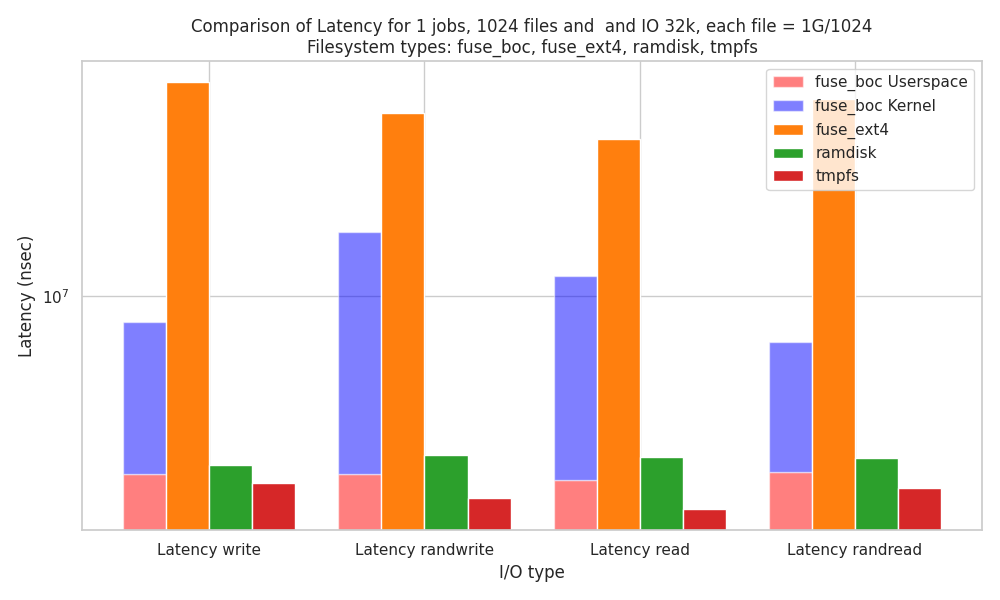 Comparison of Latency for 1 jobs, 1024 files and  and IO 32k, each file = 1G/1024
Filesystem types: fuse_boc, fuse_ext4, ramdisk, tmpfs
fuse_boc Userspace
fuse_boc Kernel
fuse_ext4
ramdisk
tmpfs
Latency (nsec)
10⁷
Latency write
Latency randwrite
Latency read
Latency randread
I/O type